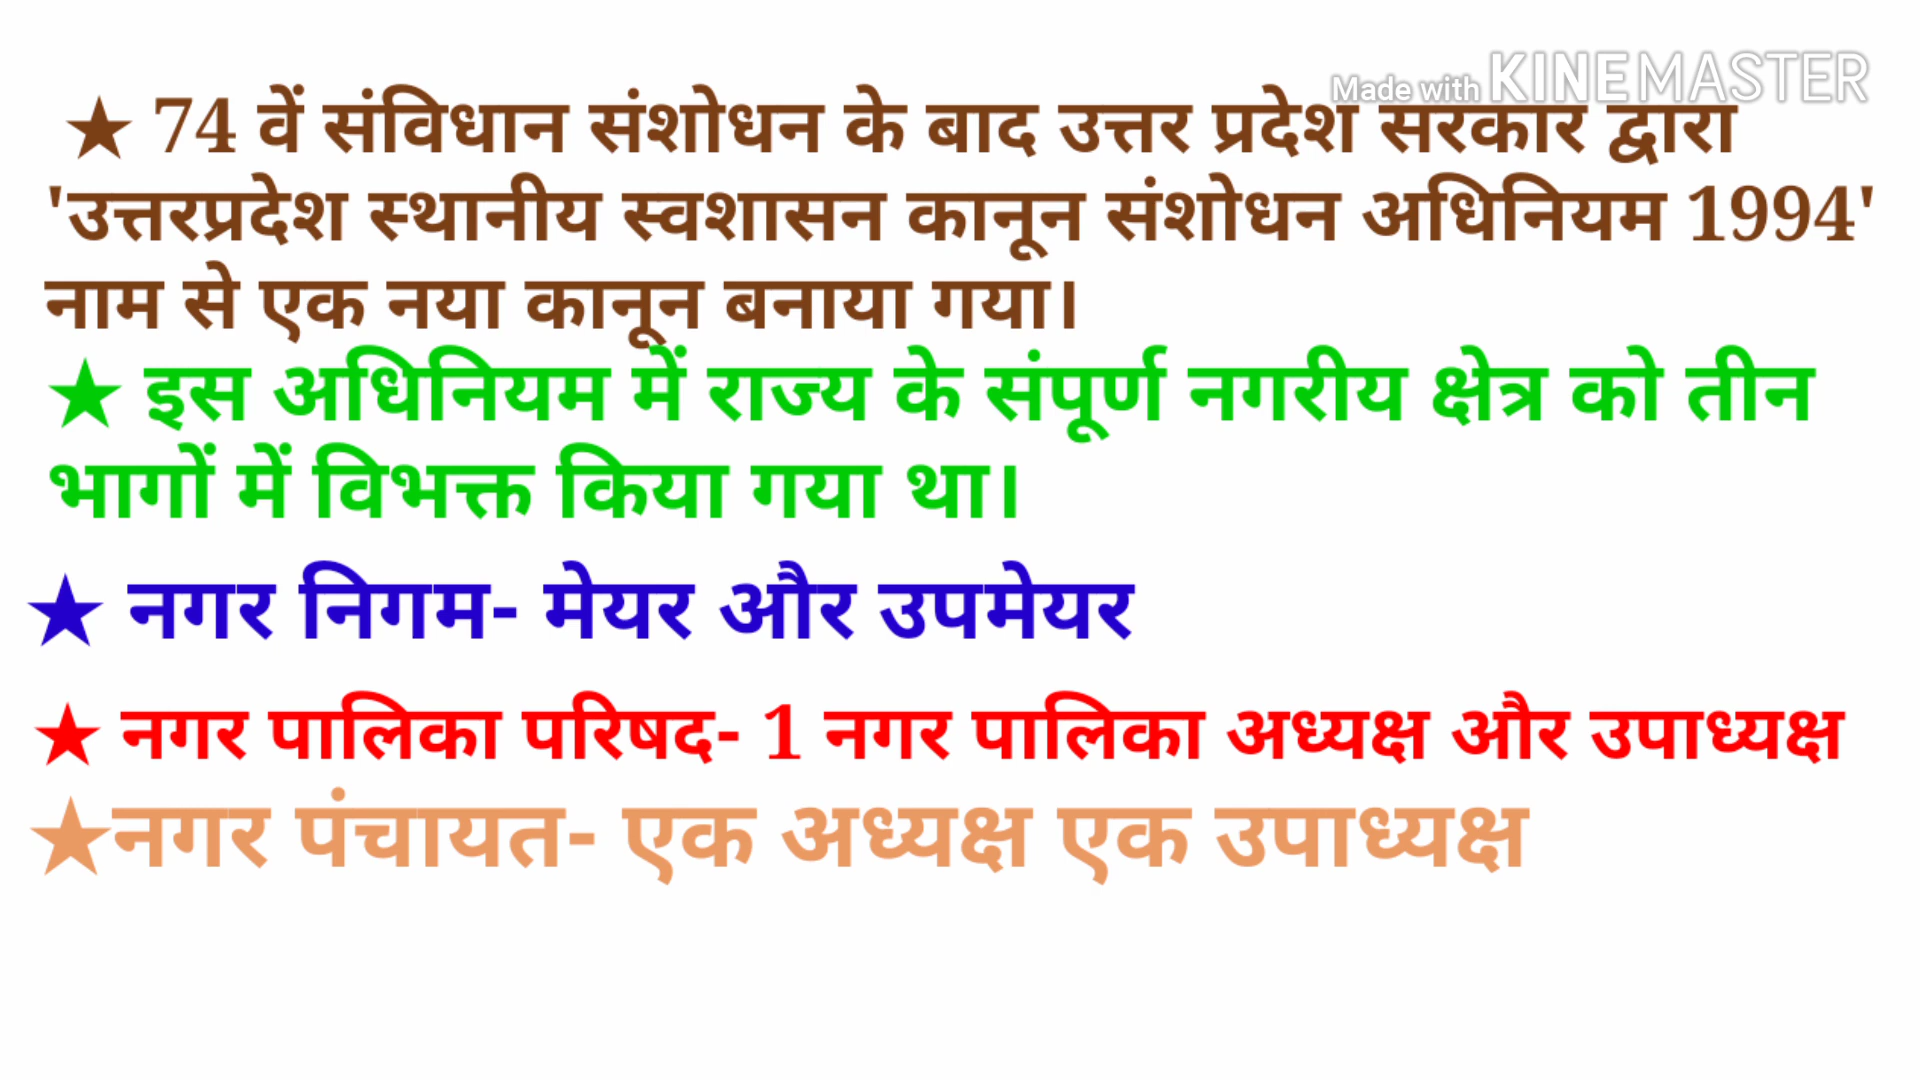 Made with KINEMASTER
★ 74 वें संविधान संशोधन के बाद उत्तर प्रदेश सरकार द्वारा
'उत्तरप्रदेश स्थानीय स्वशासन कानून संशोधन अधिनियम 1994'
नाम से एक नया कानून बनाया गया।
★ इस अधिनियम में राज्य के संपूर्ण नगरीय क्षेत्र को तीन
भागों में विभक्त किया गया था।
★ नगर निगम- मेयर और उपमेयर
★ नगर पालिका परिषद- 1 नगर पालिका अध्यक्ष और उपाध्यक्ष
★नगर पंचायत- एक अध्यक्ष एक उपाध्यक्ष